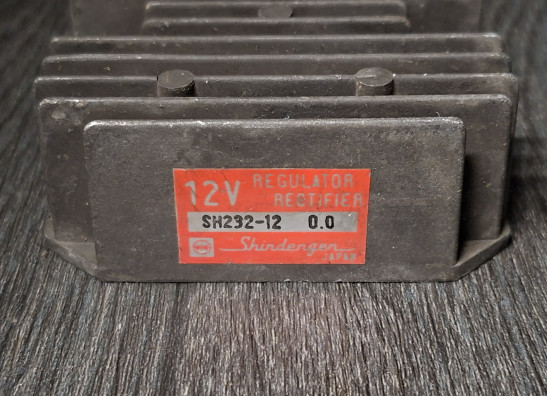 12V REGULATOR
RECTIFIER
SH232-12 0.0
Shindengen
JAPAN